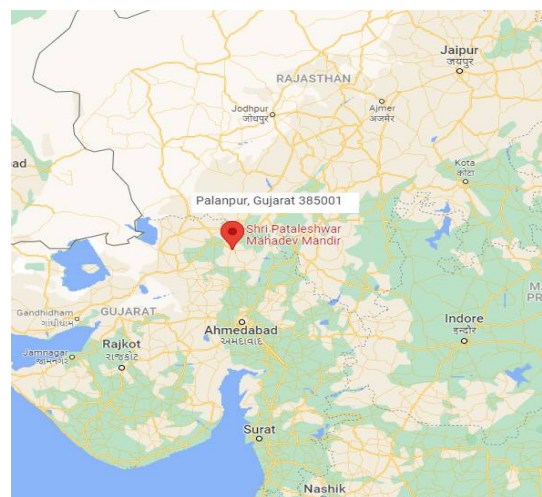 Jaipur
जयपुर
RAJASTHAN
Jodhpur
जोधपुर
Ajmer
अजमेर
ad
Kota
कोटा
Palanpur, Gujarat 385001
Shri Pataleshwar
Mahadev Mandir
Gandhidham
ગાંધીધામ
GUJARAT
M
PR
Indore
इन्दौर
Ahmedabad
અમદાવાદ
Rajkot
રાજકોટ
Jamnagar
જામનગર
Surat
Nashik